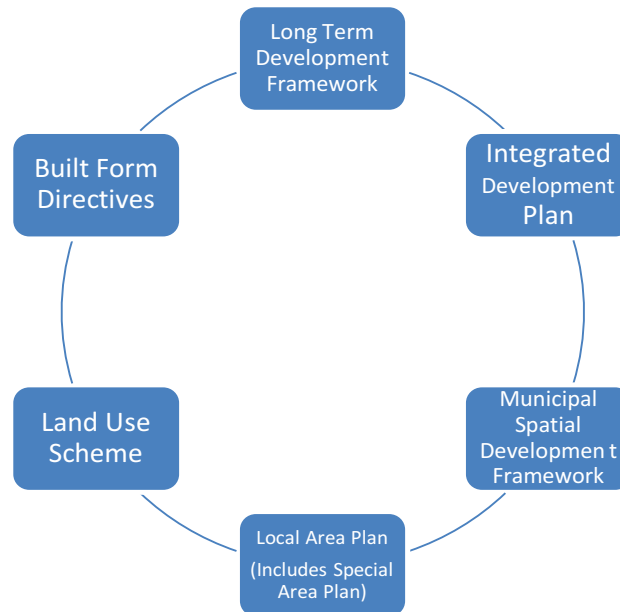 Long Term
Development
Framework
Integrated
Development
Plan
Municipal
Spatial
Developmen t
Framework
Local Area Plan
(Includes Special
Area Plan)
Land Use
Scheme
Built Form
Directives